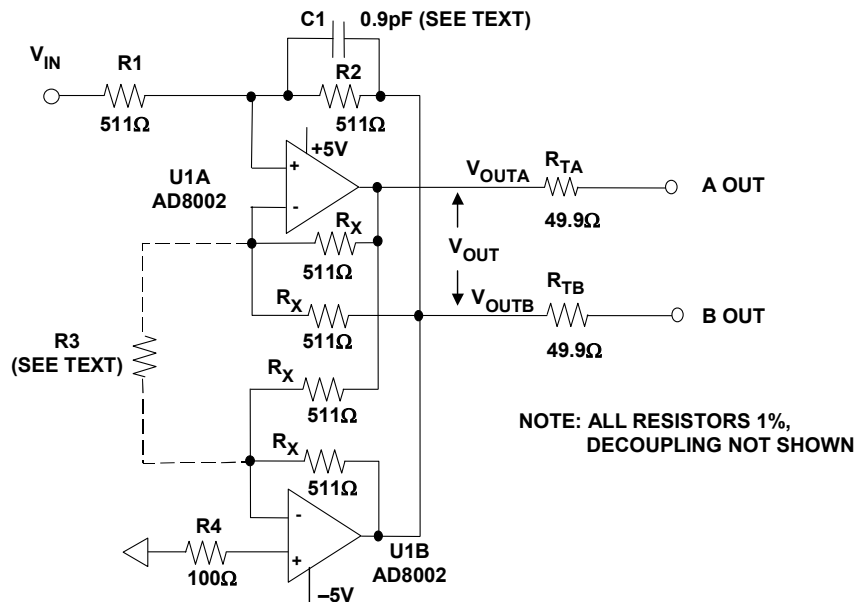 C1
0.9pF (SEE TEXT)
V_IN
R1
511Ω
R2
511Ω
+5V
U1A
AD8002
+
-
V_OUTA
R_TA
49.9Ω
A OUT
R_X
511Ω
V_OUT
R_X
511Ω
V_OUTB
R_TB
49.9Ω
B OUT
R3
(SEE TEXT)
R_X
511Ω
R_X
511Ω
NOTE: ALL RESISTORS 1%,
DECOUPLING NOT SHOWN
R4
100Ω
-
+
U1B
AD8002
–5V